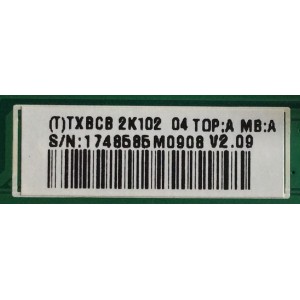 (T)TXBCB 2K102 04 TOP:A MB:A
S/N:1748585M0908 V2.09